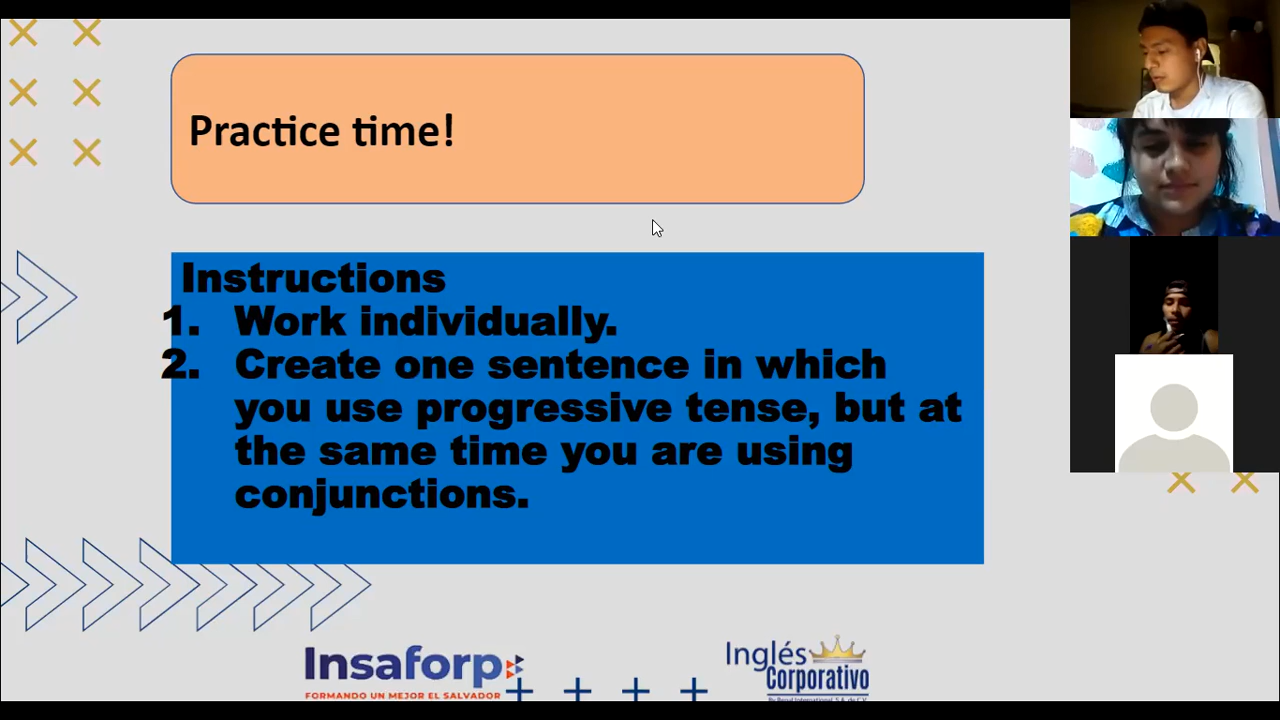 Practice time!
Instructions
1. Work individually.
2. Create one sentence in which
you use progressive tense, but at
the same time you are using
conjunctions.
Insaforp
FORMANDO UN MEJOR EL SALVADOR
Inglés
Corporativo